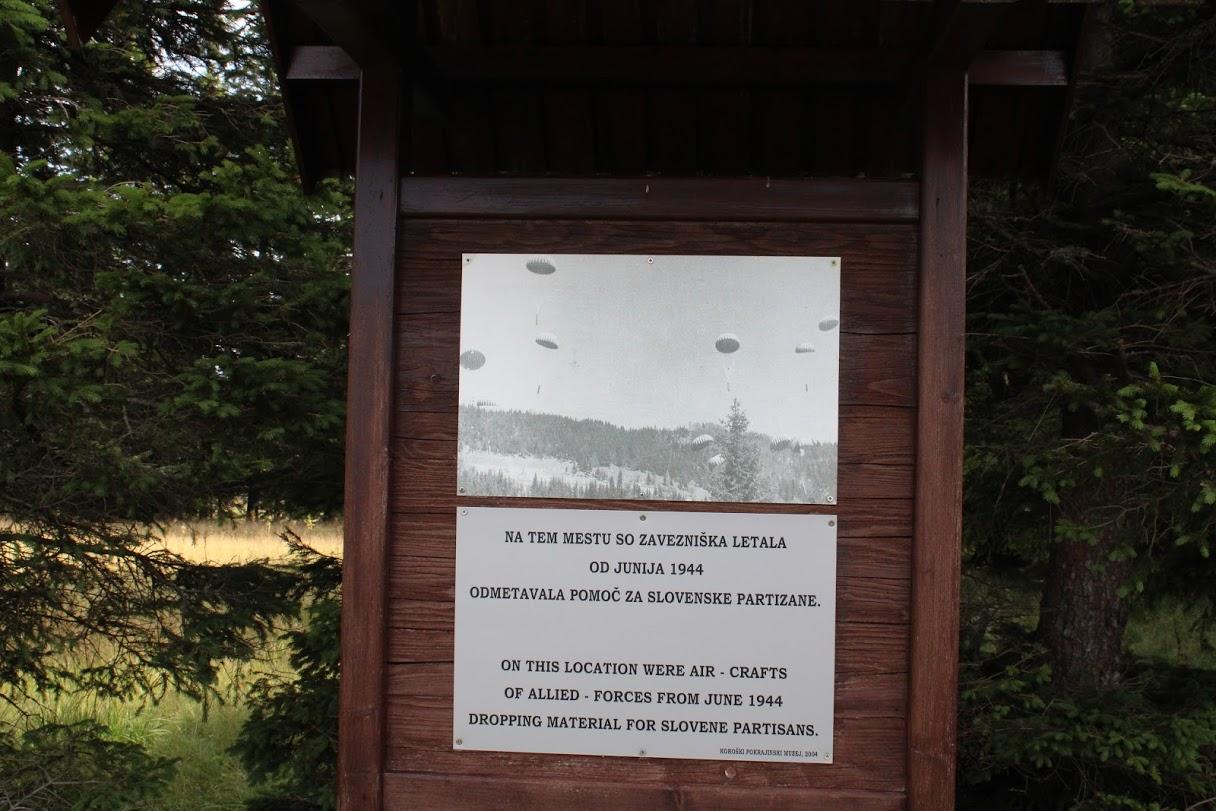 NA TEM MESTU SO ZAVEZNIŠKA LETALA
OD JUNIJA 1944
ODMETAVALA POMOČ ZA SLOVENSKE PARTIZANE.
ON THIS LOCATION WERE AIR - CRAFTS
OF ALLIED - FORCES FROM JUNE 1944
DROPPING MATERIAL FOR SLOVENE PARTISANS.
KOROŠKI POKRAJINSKI MUZEJ, 2004